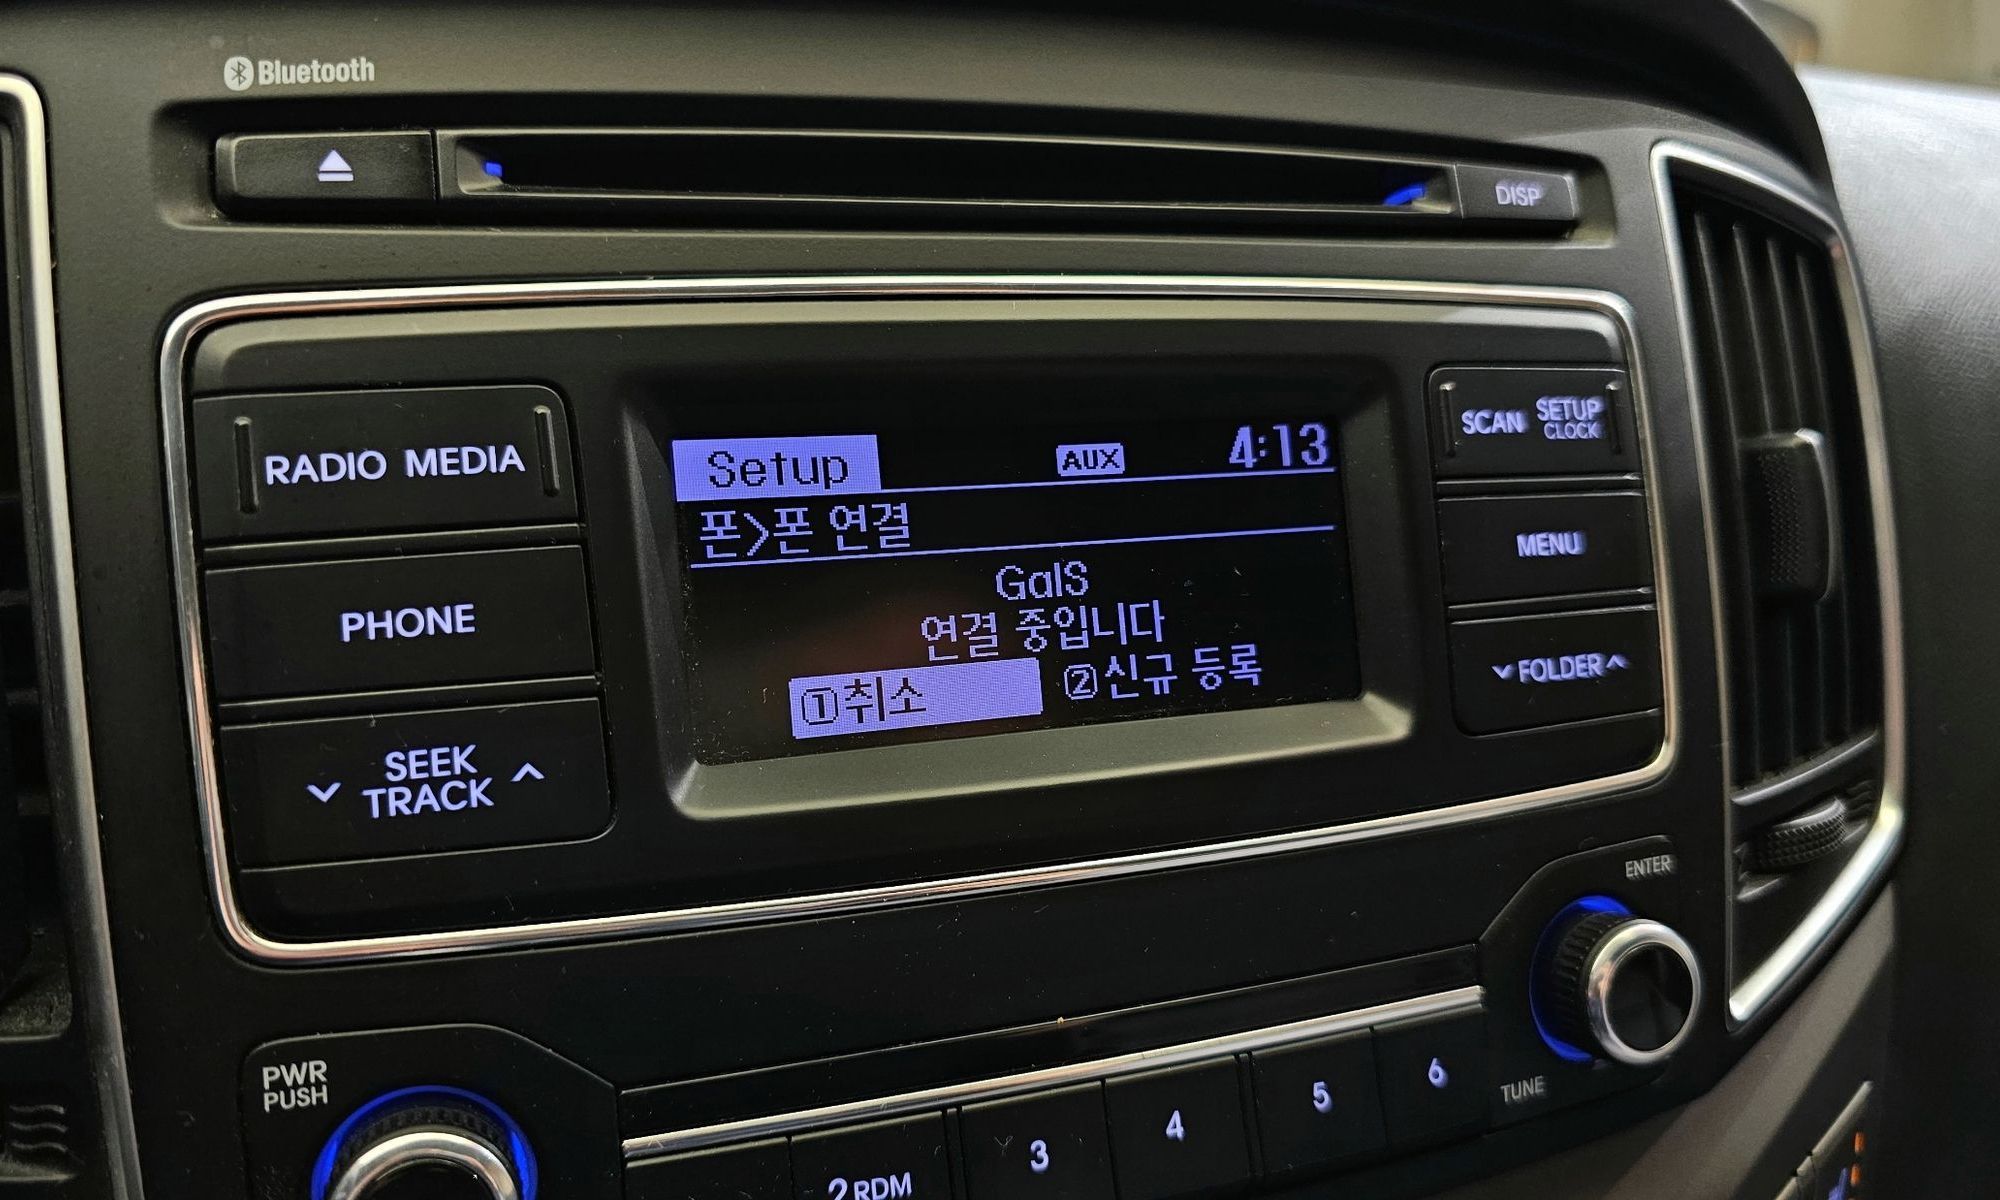 Bluetooth
DISP
RADIO MEDIA
PHONE
SEEK
TRACK
Setup AUX 4:13
폰>폰 연결
GalS
연결 중입니다
①취소 ②신규 등록
SCAN SETUP
CLOCK
MENU
FOLDER
ENTER
TUNE
PWR
PUSH
2 RDM 3 4 5 6